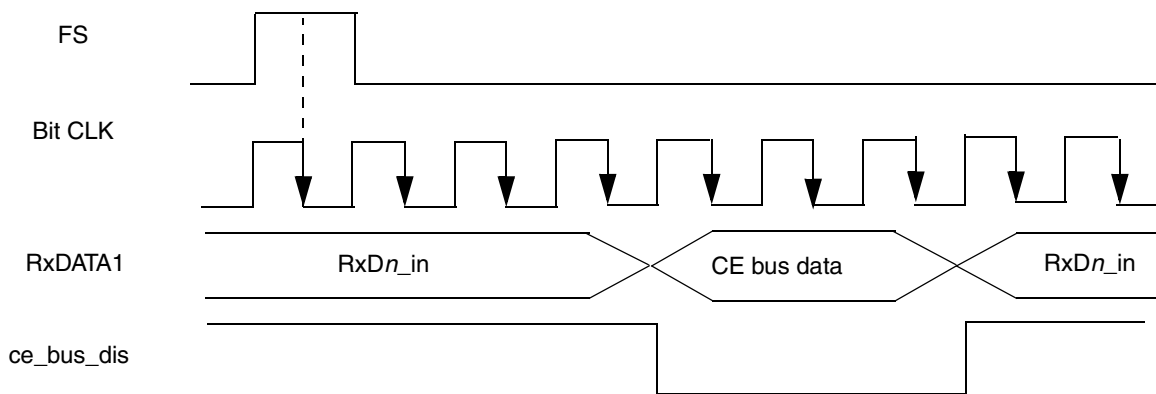 FS
Bit CLK
RxDATA1
RxDn_in
CE bus data
RxDn_in
ce_bus_dis